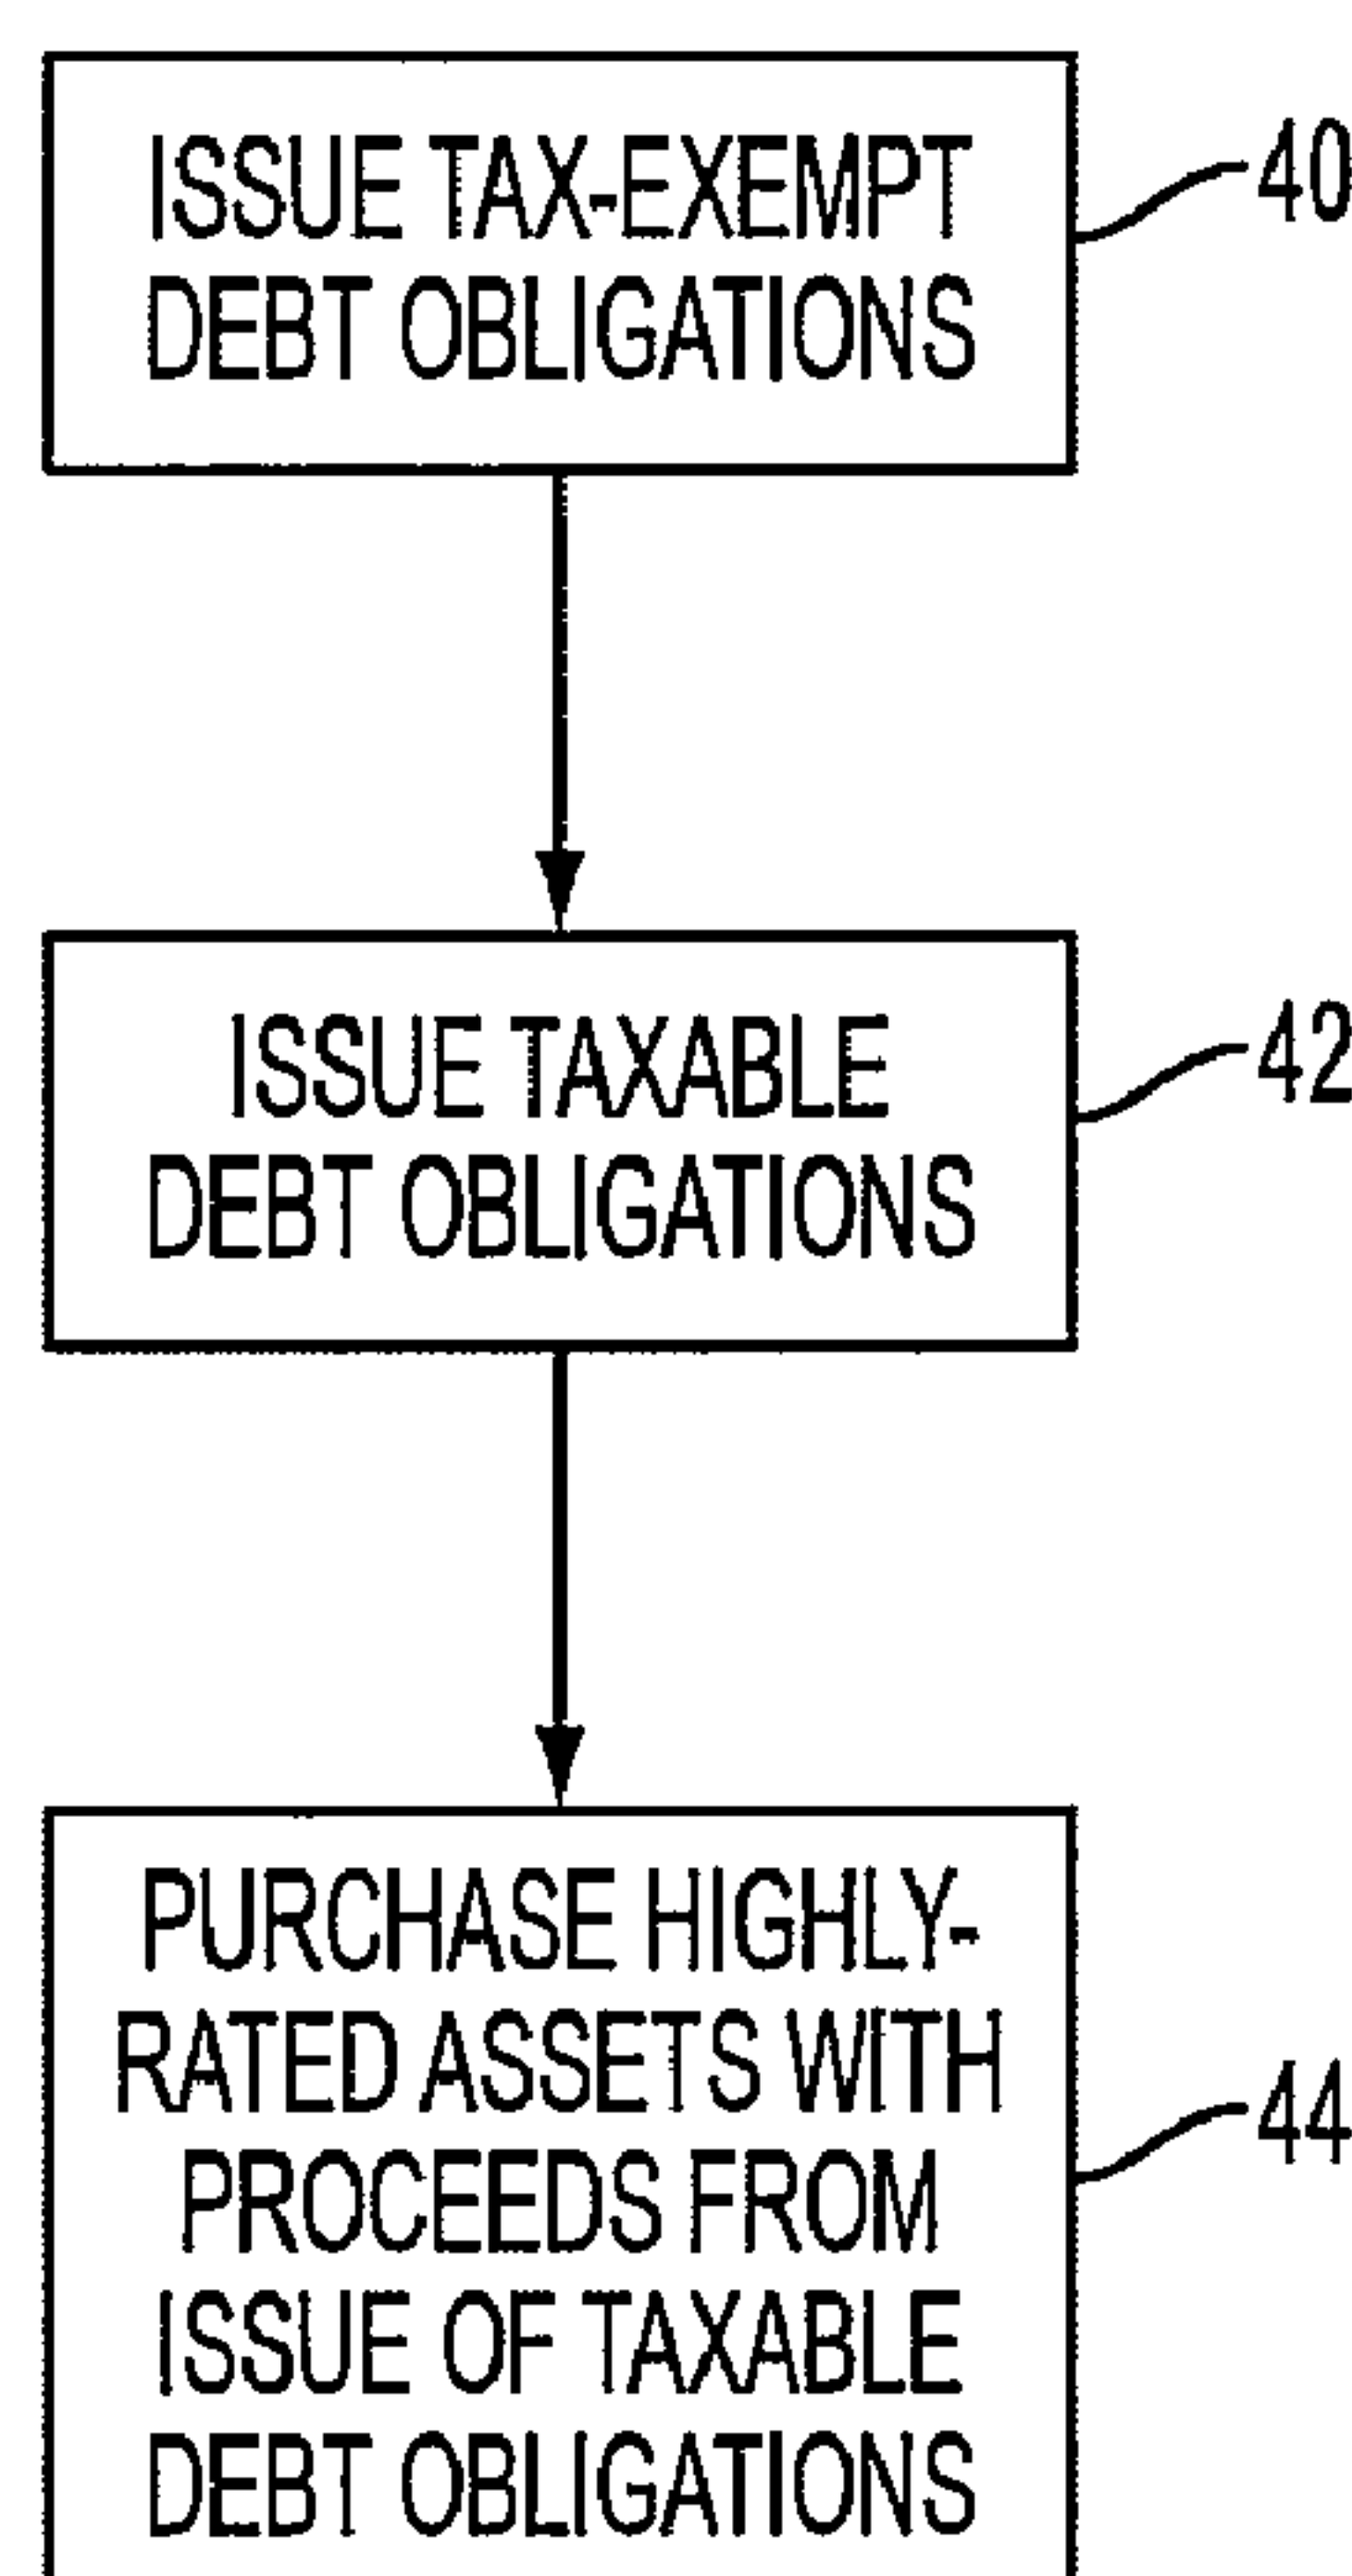 ISSUE TAX-EXEMPT
DEBT OBLIGATIONS
40
ISSUE TAXABLE
DEBT OBLIGATIONS
42
PURCHASE HIGHLY-
RATED ASSETS WITH
PROCEEDS FROM
ISSUE OF TAXABLE
DEBT OBLIGATIONS
44